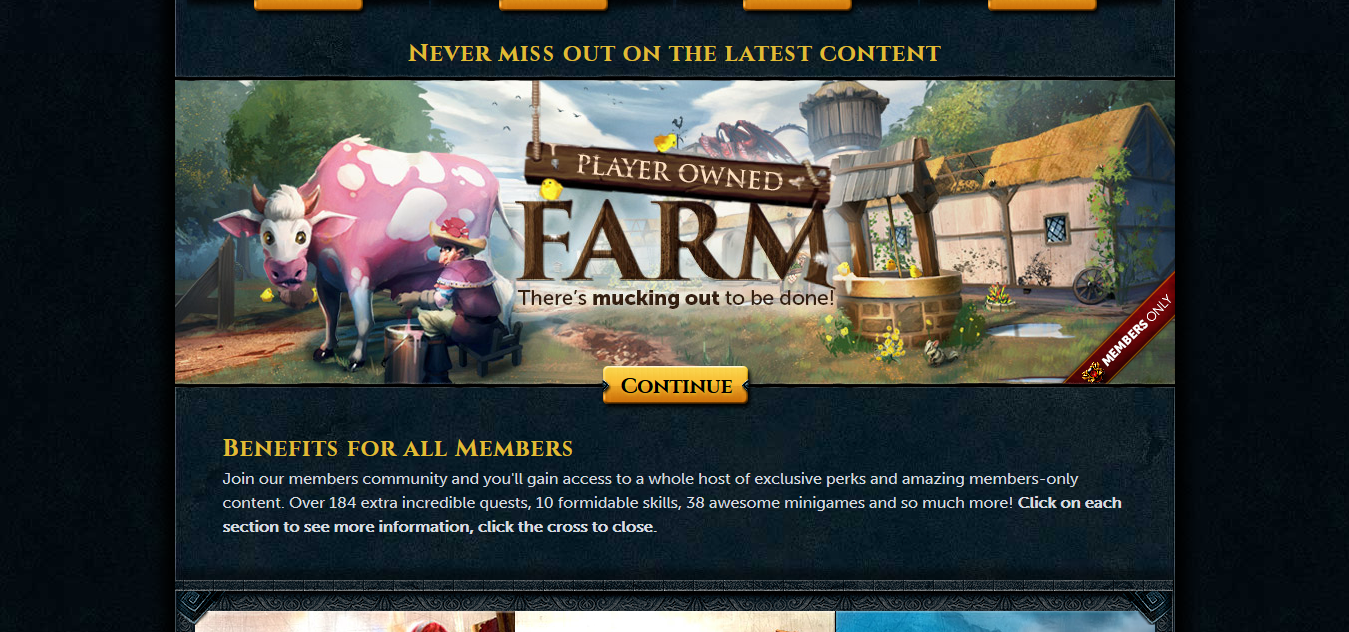 Never miss out on the latest content
PLAYER OWNED
FARM
There's mucking out to be done!
MEMBERS ONLY
Continue
Benefits for all Members
Join our members community and you'll gain access to a whole host of exclusive perks and amazing members-only
content. Over 184 extra incredible quests, 10 formidable skills, 38 awesome minigames and so much more! Click on each
section to see more information, click the cross to close.